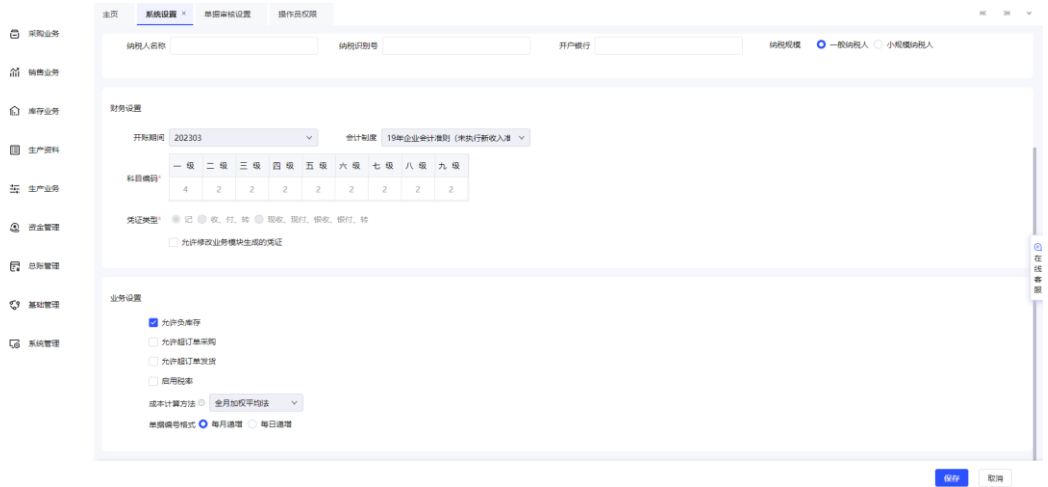 主页 系统设置 × 单据审核设置 操作员权限
采购业务
销售业务
库存业务
生产资料
生产业务
资金管理
总账管理
基础管理
系统管理
纳税人名称 纳税识别号 开户银行 纳税规模 一般纳税人 小规模纳税人
财务设置
开账期间 202303 会计制度 19年企业会计准则（未执行新收入准
一 级 二 级 三 级 四 级 五 级 六 级 七 级 八 级 九 级
科目编码*
4 2 2 2 2 2 2 2 2
凭证类型* 记 收、付、转 现收、现付、银收、银付、转
允许修改业务模块生成的凭证
业务设置
允许负库存
允许超订单采购
允许超订单发货
启用税率
成本计算方法 全月加权平均法
单据编号格式 每月递增 每日递增
在线客服
保存 取消